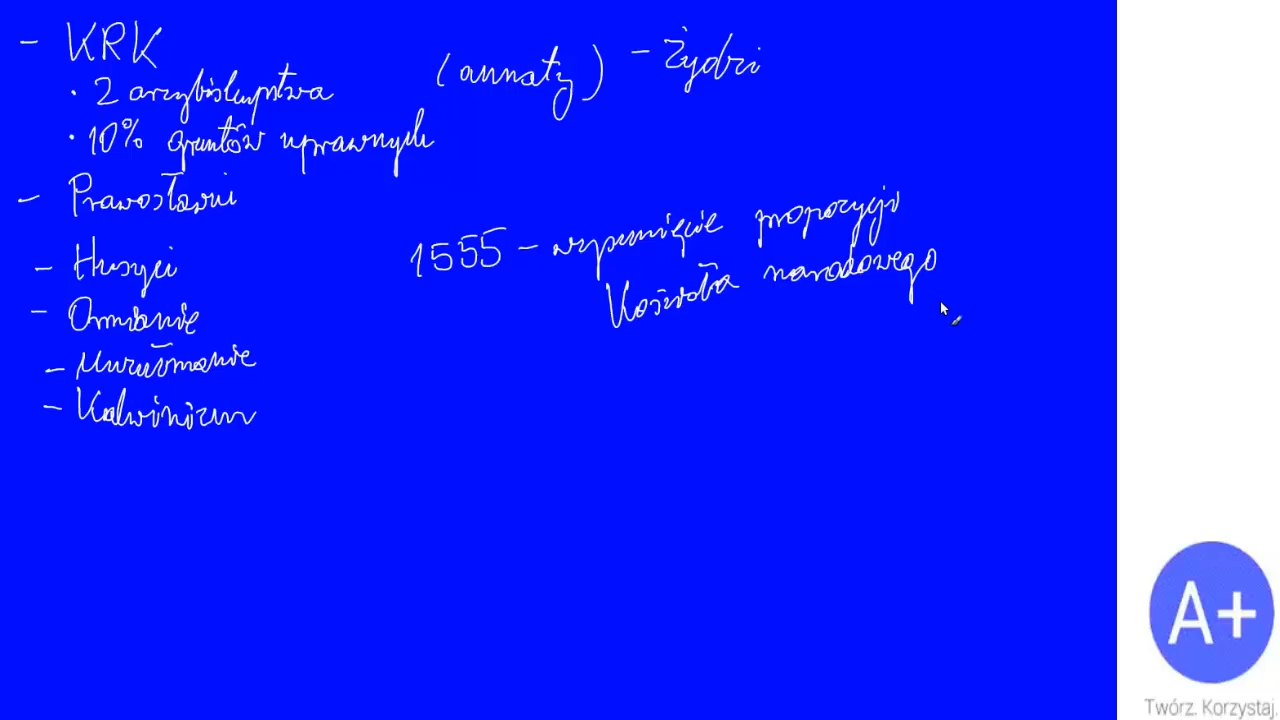 - KRK
• 2 arcybiskupstwa
• 10% gruntów uprawnych
(annaty)
- Żydzi
- Prawosławni
- Husyci
- Ormianie
- Muzułmanie
- Kalwinizm
1555 - wysunięcie propozycji
Kościoła narodowego
A+
Twórz. Korzystaj.